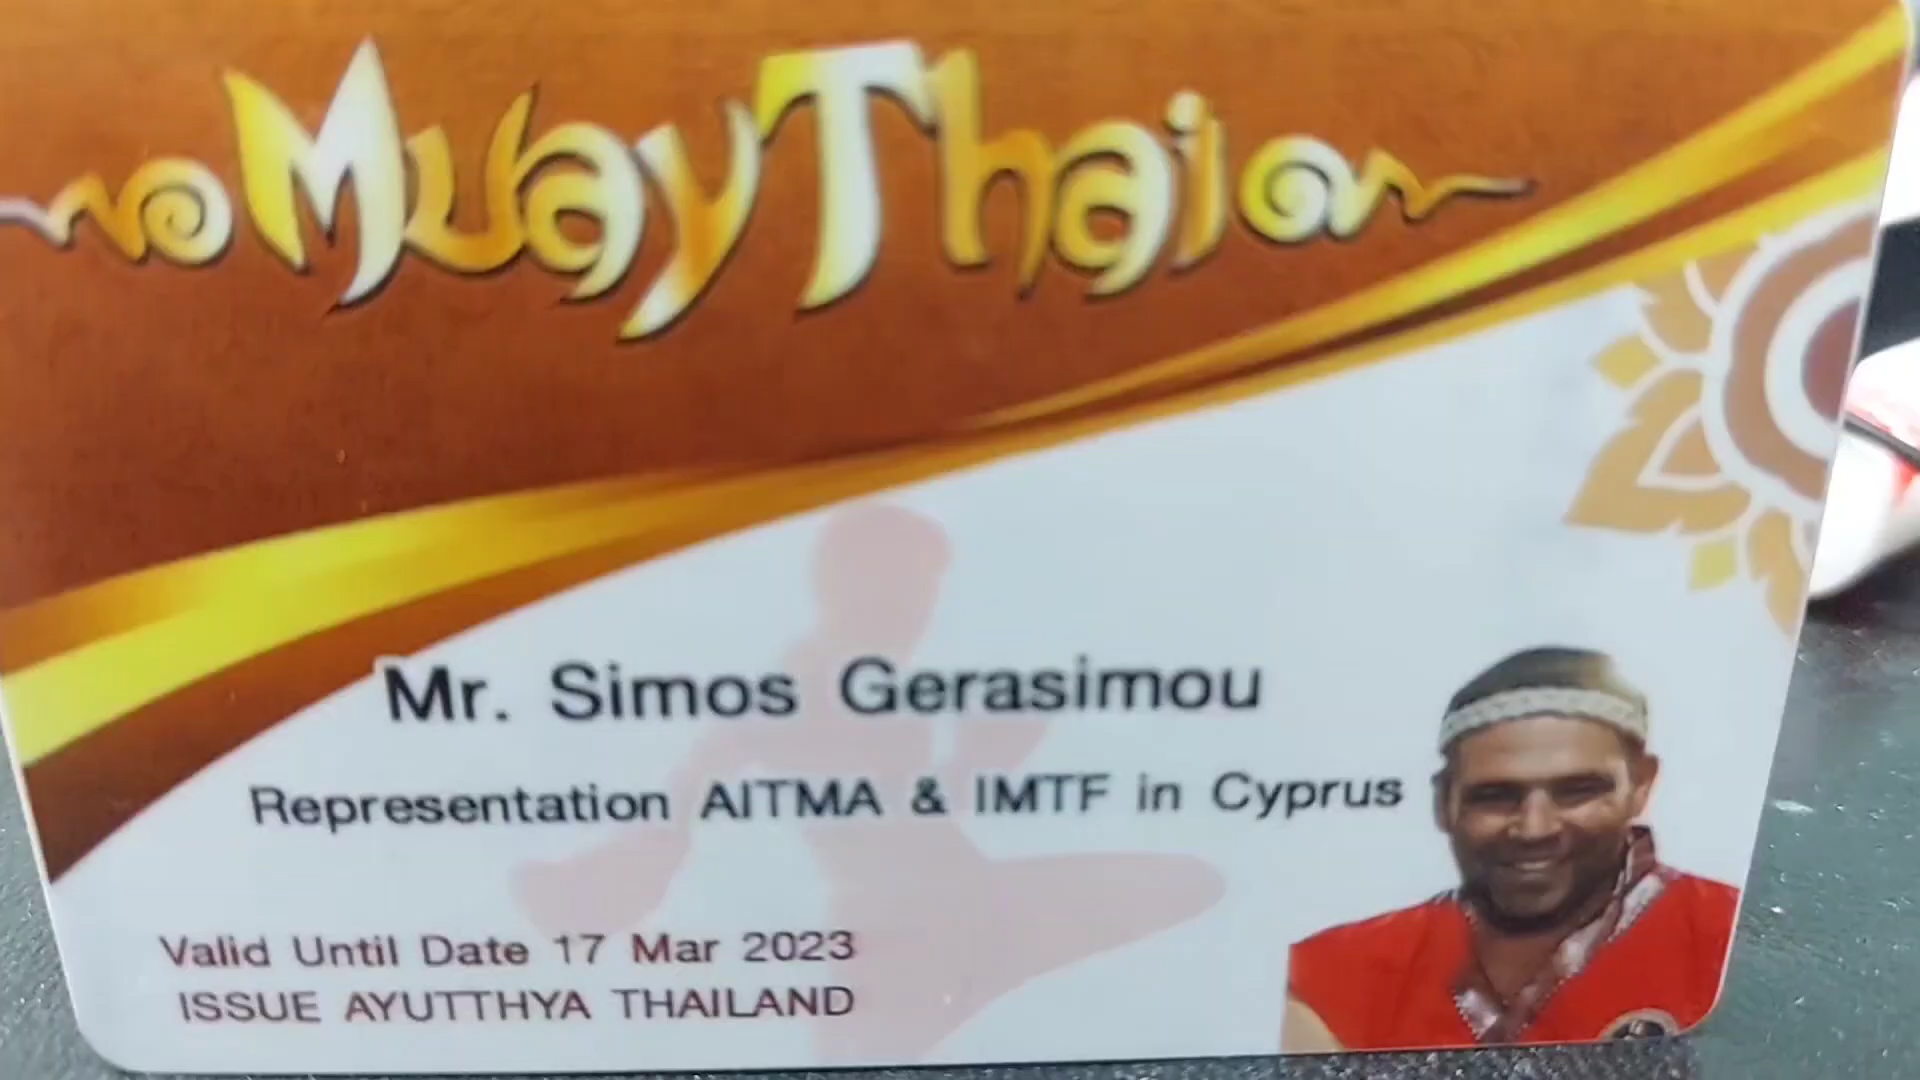 MuayThai
Mr. Simos Gerasimou
Representation AITMA & IMTF in Cyprus
Valid Until Date 17 Mar 2023
ISSUE AYUTTHYA THAILAND